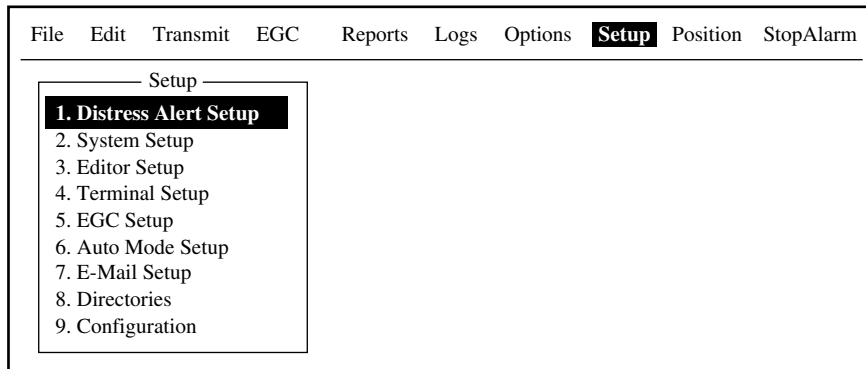 File Edit Transmit EGC Reports Logs Options Setup Position StopAlarm
Setup
1. Distress Alert Setup
2. System Setup
3. Editor Setup
4. Terminal Setup
5. EGC Setup
6. Auto Mode Setup
7. E-Mail Setup
8. Directories
9. Configuration